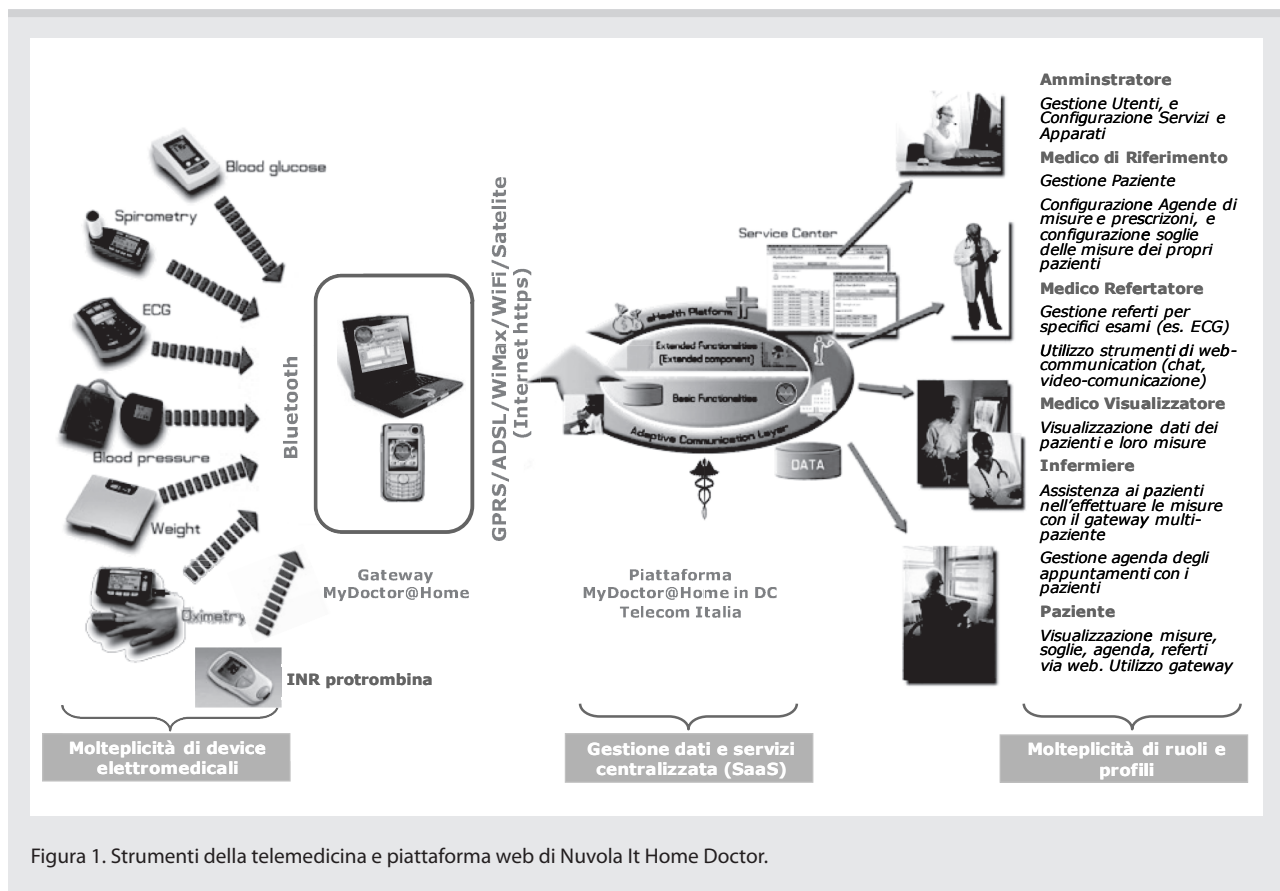 Blood glucose
Spirometry
ECG
Blood pressure
Weight
Oximetry
INR protrombina
Bluetooth
Gateway
MyDoctor@Home
GPRS/ADSL/WiMax/WiFi/Satelite
(Internet https)
Service Center
eHealth Platform
Extended Functionalities
(Extended component)
Basic Functionalities
Adaptive Communication Layer
DATA
Piattaforma
MyDoctor@Home in DC
Telecom Italia
Amminstratore
Gestione Utenti, e
Configurazione Servizi e
Apparati
Medico di Riferimento
Gestione Paziente
Configurazione Agende di
misure e prescrizoni, e
configurazione soglie
delle misure dei propri
pazienti
Medico Refertatore
Gestione referti per
specifici esami (es. ECG)
Utilizzo strumenti di web-
communication (chat,
video-comunicazione)
Medico Visualizzatore
Visualizzazione dati dei
pazienti e loro misure
Infermiere
Assistenza ai pazienti
nell'effettuare le misure
con il gateway multi-
paziente
Gestione agenda degli
appuntamenti con i
pazienti
Paziente
Visualizzazione misure,
soglie, agenda, referti
via web. Utilizzo gateway
Molteplicità di device
elettromedicali
Gestione dati e servizi
centralizzata (SaaS)
Molteplicità di ruoli e
profili
Figura 1. Strumenti della telemedicina e piattaforma web di Nuvola It Home Doctor.